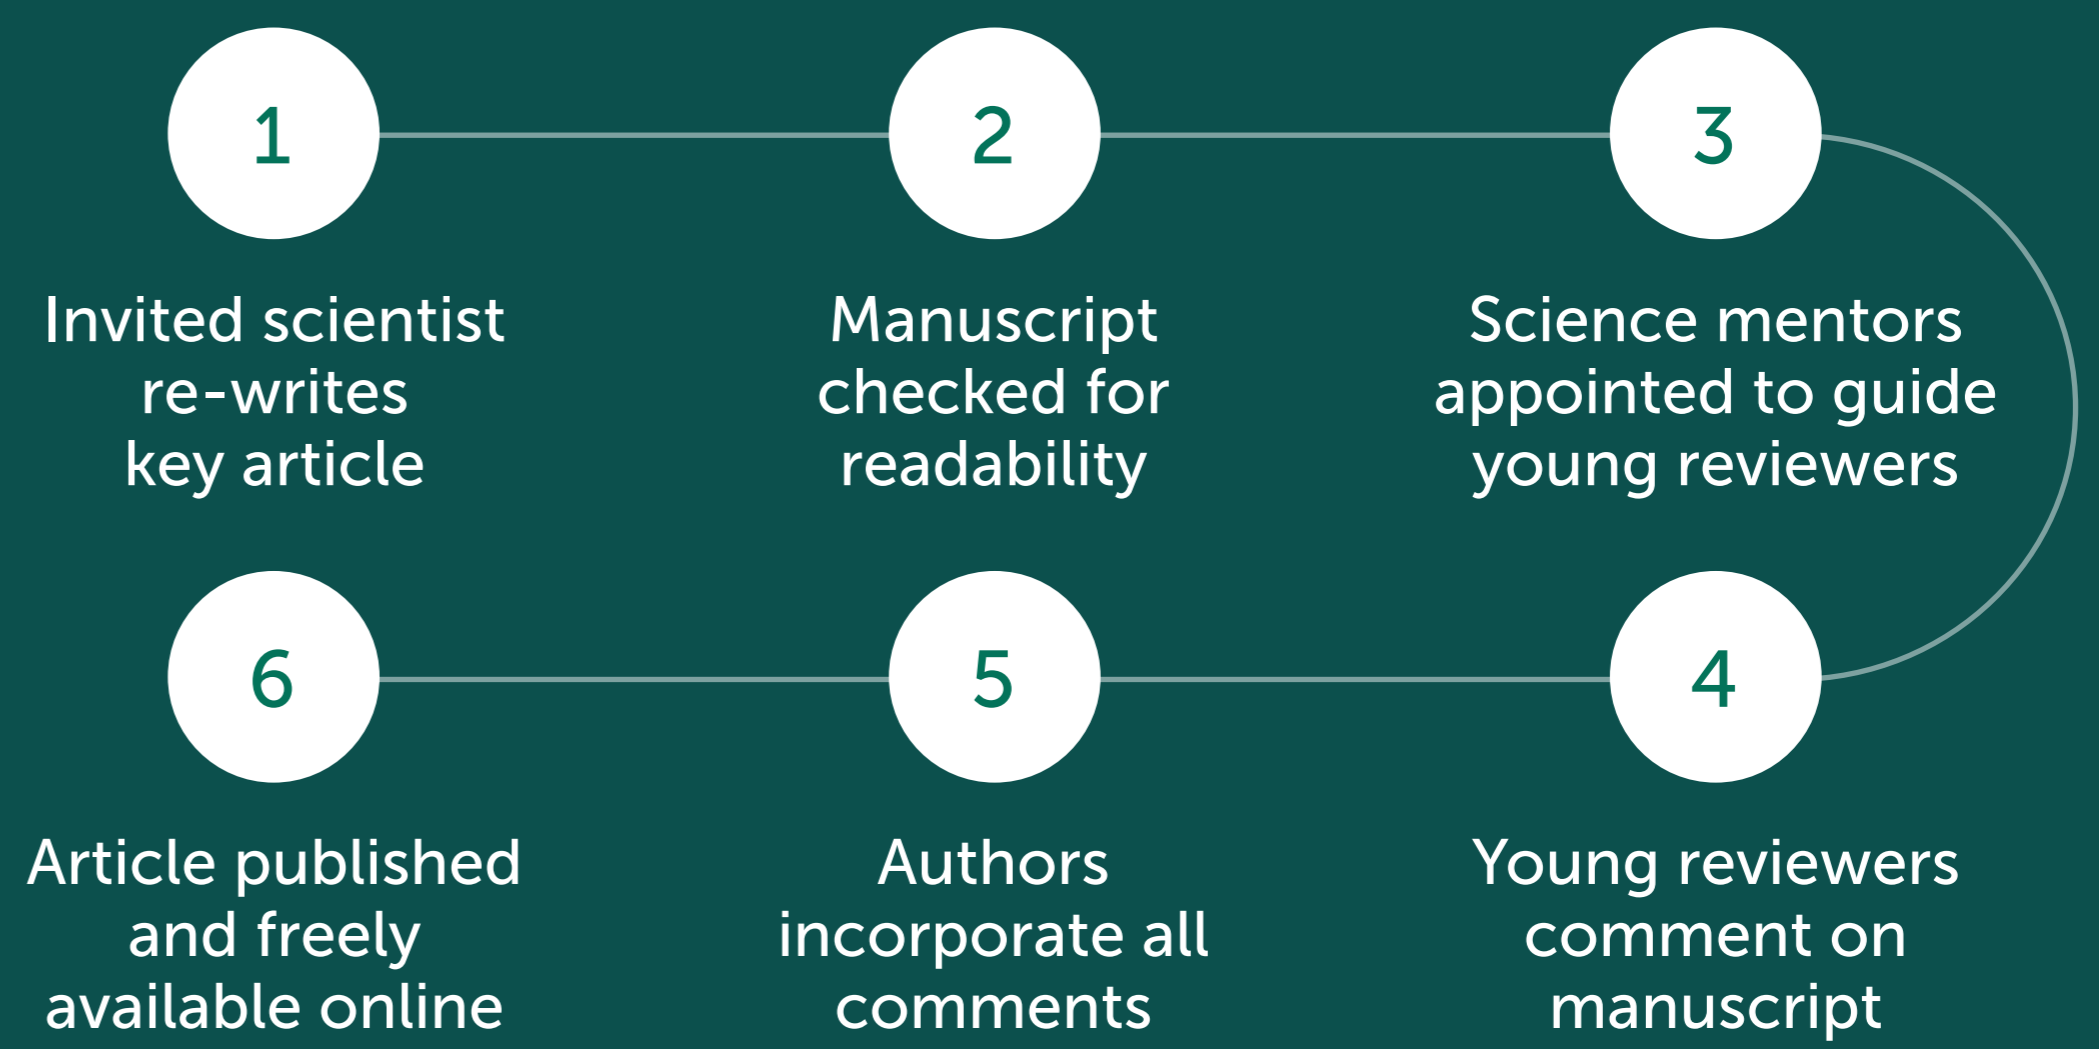 1
Invited scientist
re-writes
key article
2
Manuscript
checked for
readability
3
Science mentors
appointed to guide
young reviewers
4
Young reviewers
comment on
manuscript
5
Authors
incorporate all
comments
6
Article published
and freely
available online